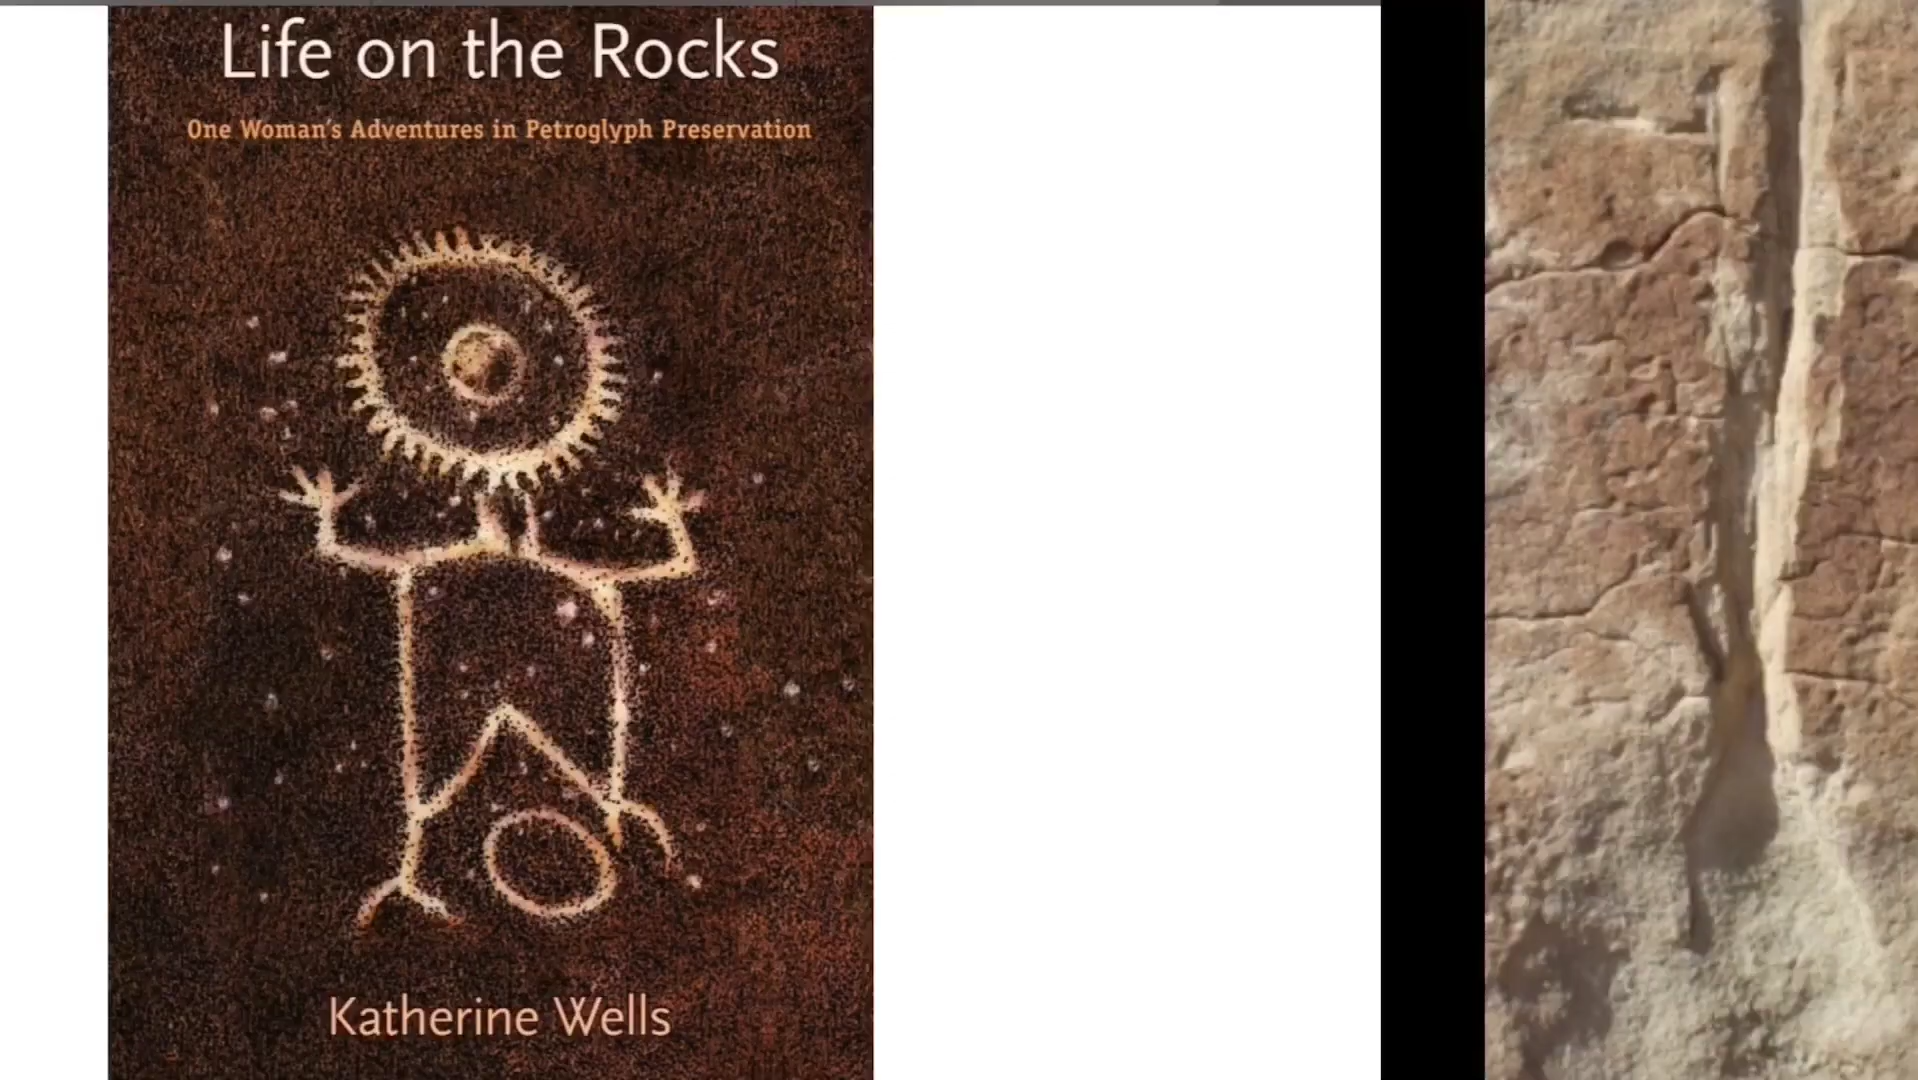 Life on the Rocks
One Woman's Adventures in Petroglyph Preservation
Katherine Wells